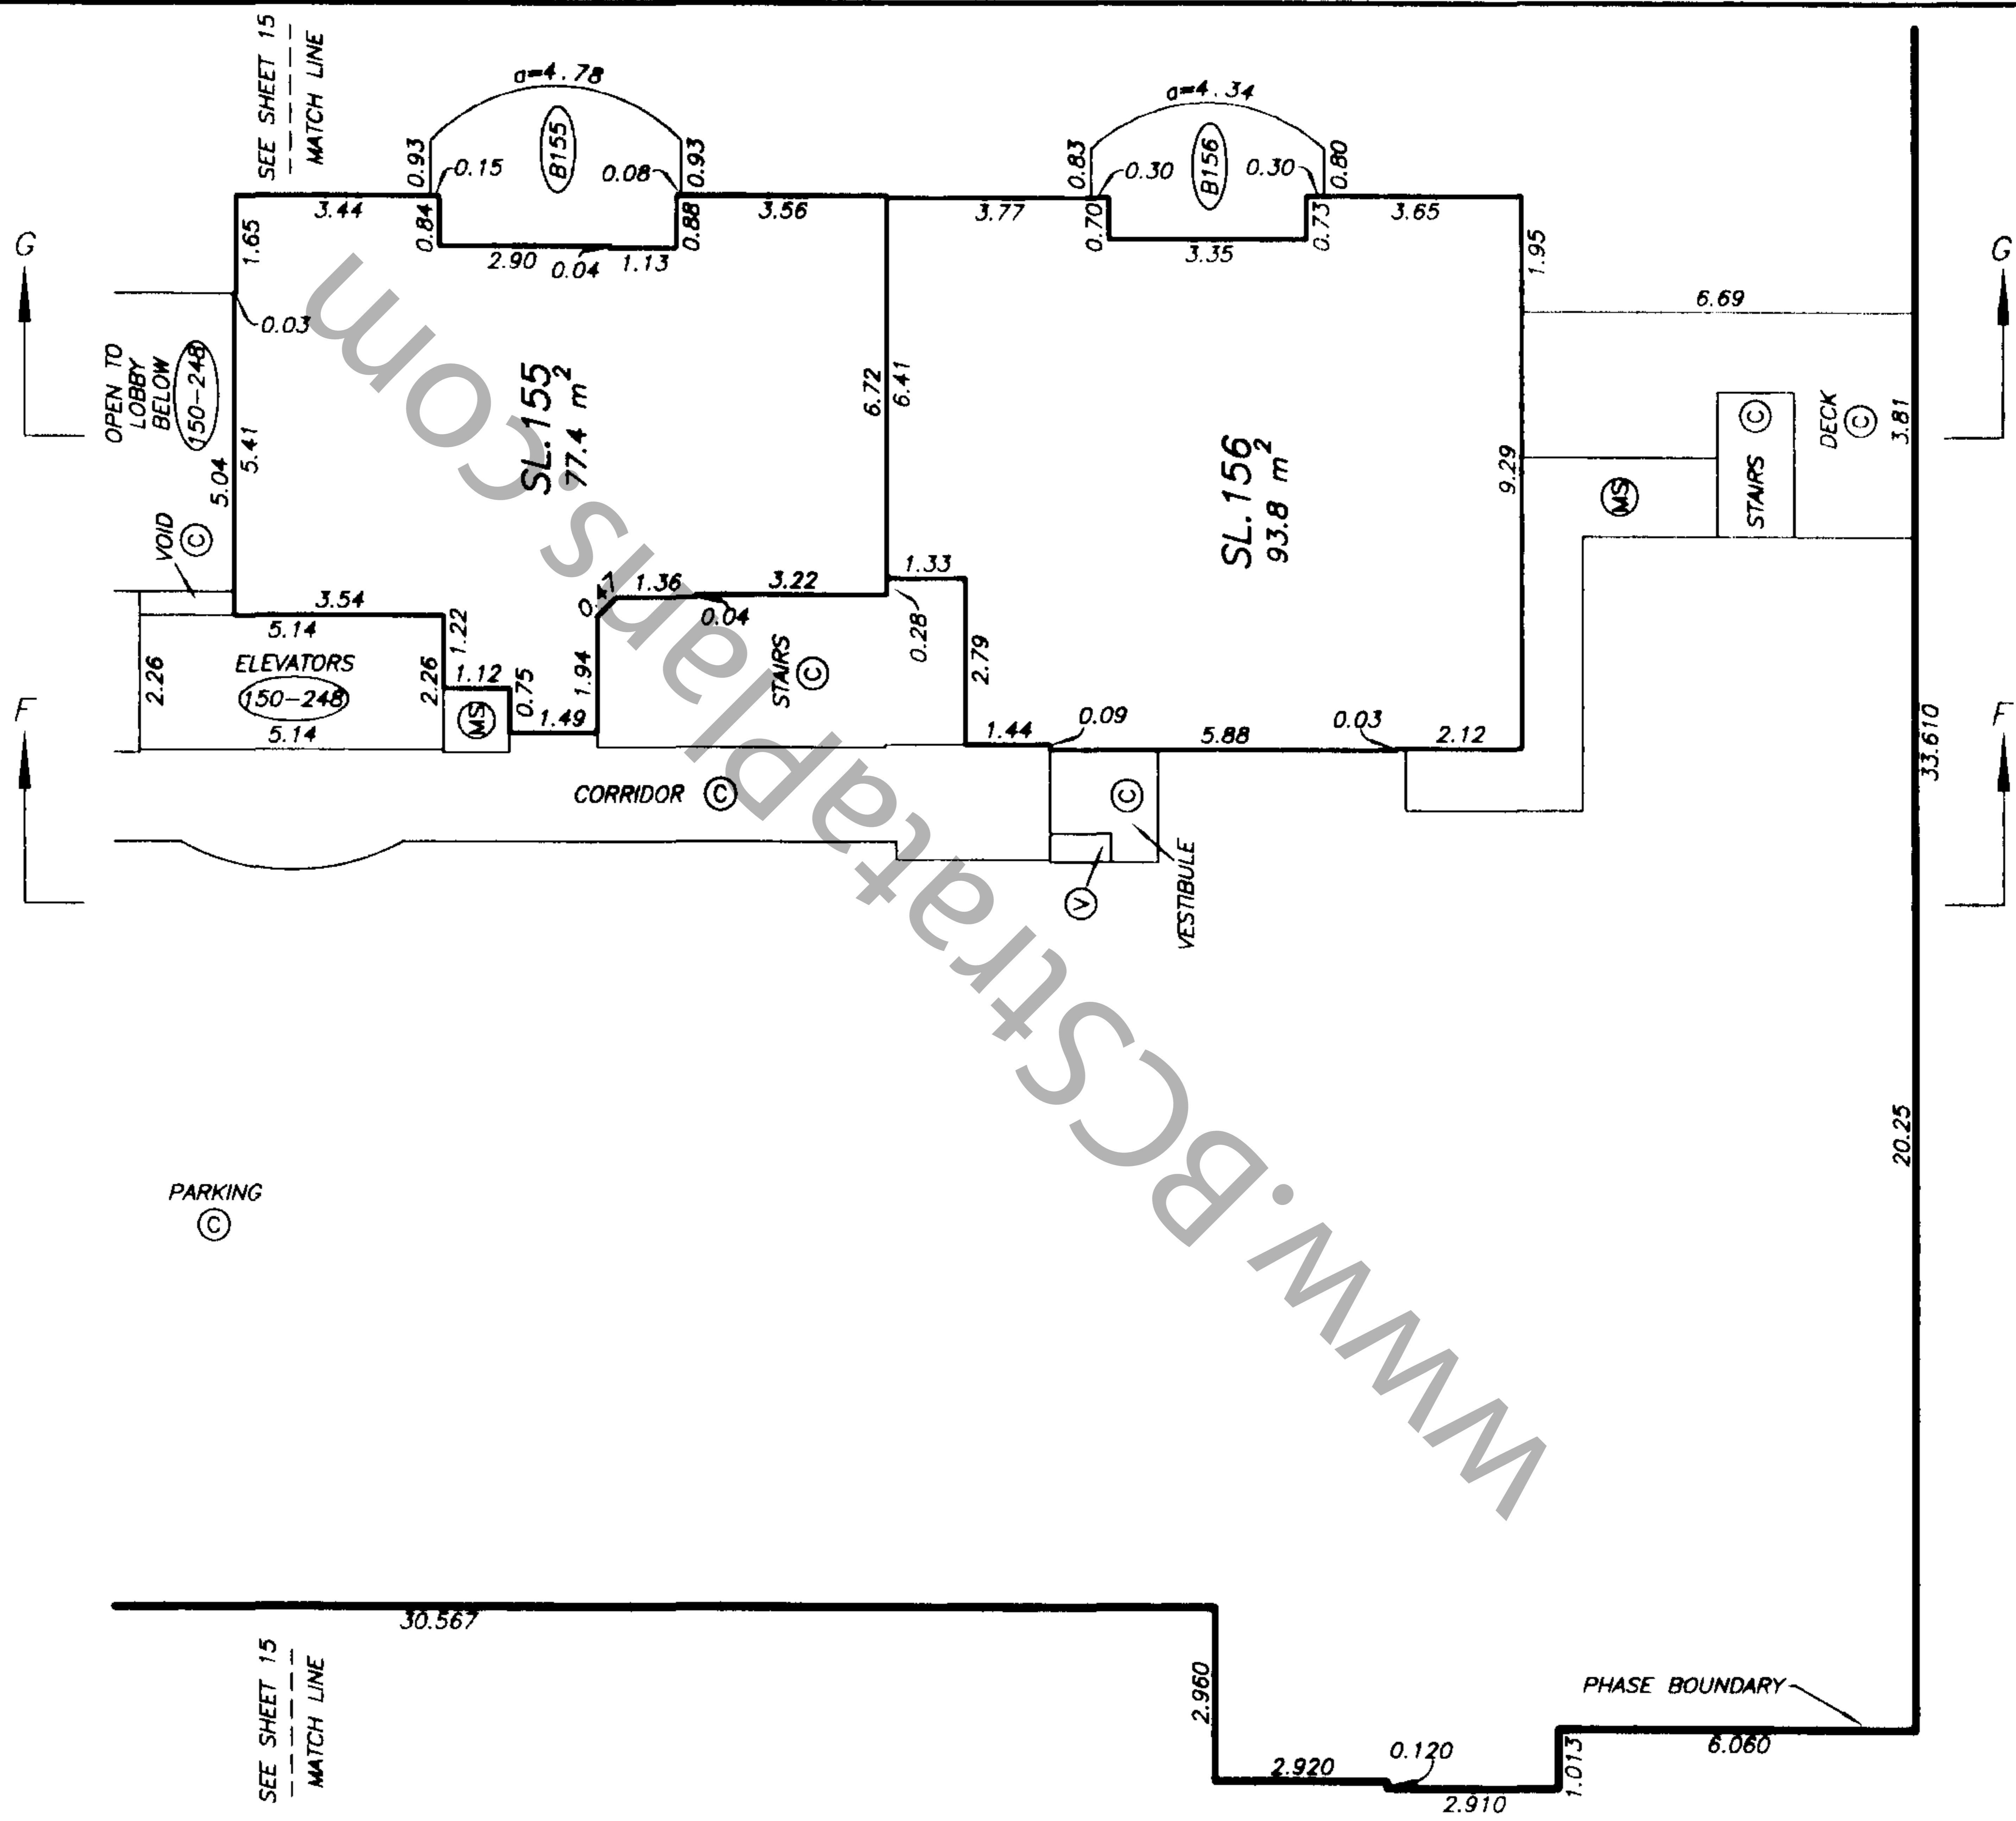 SEE SHEET 15
MATCH LINE
a=4.78
a=4.34
0.93
0.15
B155
0.08
0.93
0.83
0.30
B156
0.30
0.80
3.44
0.84
0.88
3.56
3.77
0.70
0.73
3.65
1.65
2.90
0.04
1.13
3.35
1.95
G
G
6.69
0.03
OPEN TO
LOBBY
BELOW
150-248
5.04
5.41
SL.155
77.4 m2
6.72
6.41
SL.156
93.8 m2
9.29
MS
STAIRS
C
DECK
C
3.81
VOID
C
3.54
5.14
0.47
1.36
3.22
0.04
1.33
0.28
2.79
2.26
ELEVATORS
150-248
5.14
2.26
1.22
1.12
MS
0.75
1.49
1.94
STAIRS
C
1.44
0.09
5.88
0.03
2.12
F
F
33.610
CORRIDOR C
C
V
VESTIBULE
20.25
PARKING
C
www.BCStrataplans.com
30.567
SEE SHEET 15
MATCH LINE
2.960
2.920
0.120
2.910
1.013
PHASE BOUNDARY
6.060